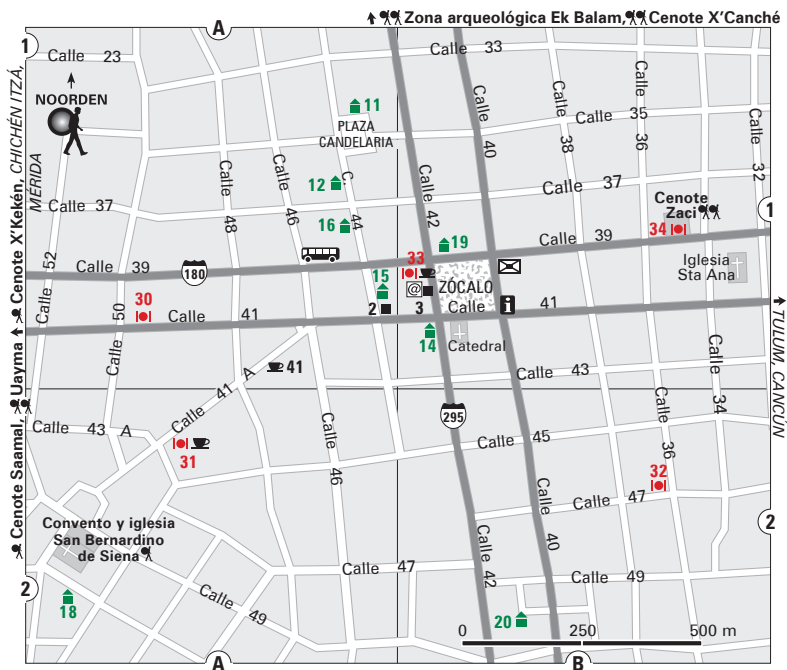 Zona arqueológica Ek Balam, Cenote X'Canché
A
1
Calle 23
Calle 33
NOORDEN
11
PLAZA
CANDELARIA
Calle 40
Calle 38
Calle 35
Calle 36
Calle 32
12
C. 44
Calle 37
Calle 37
Calle 48
Calle 46
16
Calle 42
19
Cenote
Zaci
34
1
Calle 39
180
Calle 39
33
15
@
ZÓCALO
i
Iglesia
Sta Ana
Calle 52
Calle 50
30
Calle 41
2
3
Calle 41
14
Catedral
41
Calle 41 A
Calle 43
Calle 34
Calle 43 A
31
295
Calle 45
Calle 36
32
Calle 46
Calle 47
Convento y iglesia
San Bernardino
de Siena
2
Calle 47
Calle 42
Calle 40
Calle 49
2
18
Calle 49
20
0 250 500 m
A
B
Cenote Saamal, Uayma Cenote X'Kekén, CHICHÉN ITZÁ,
MÉRIDA
TULUM, CANCÚN